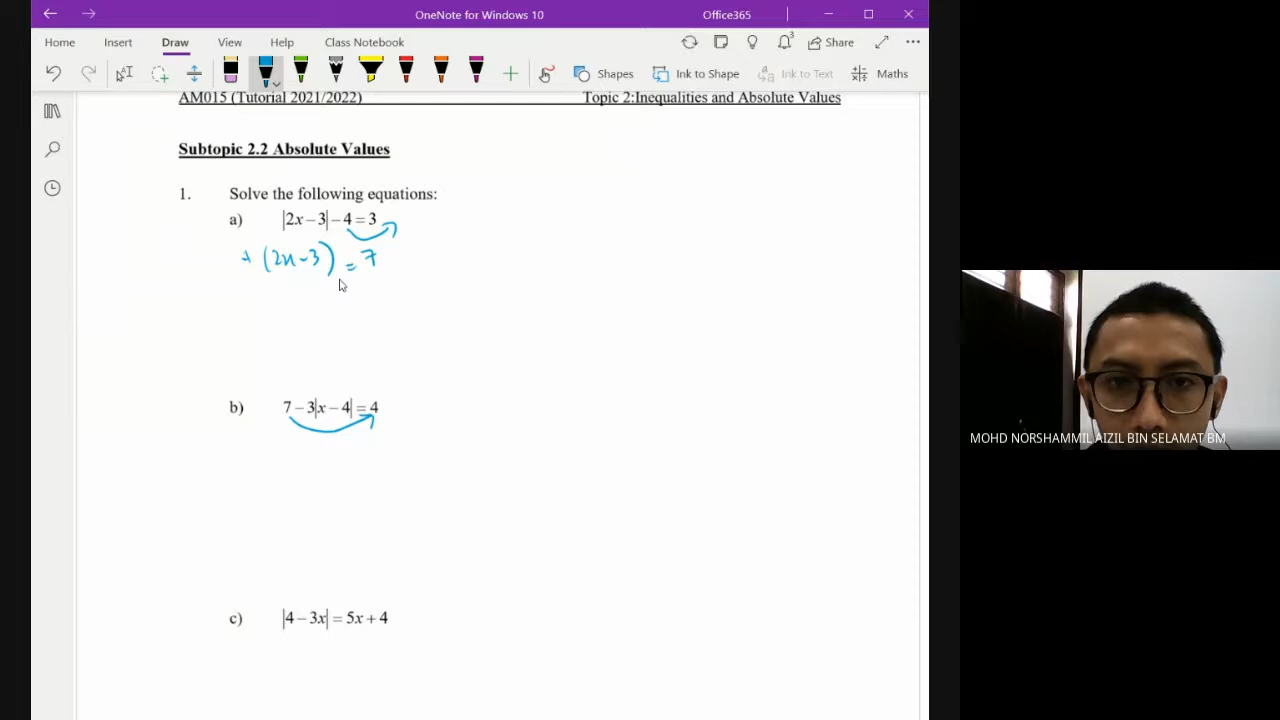 OneNote for Windows 10
Office365
Home Insert Draw View Help Class Notebook
Share
Shapes Ink to Shape Ink to Text Maths
AM015 (Tutorial 2021/2022) Topic 2:Inequalities and Absolute Values
Subtopic 2.2 Absolute Values
1. Solve the following equations:
a) |2x – 3| – 4 = 3
+ (2x – 3) = 7
b) 7 – 3|x – 4| = 4
c) |4 – 3x| = 5x + 4
MOHD NORSHAMMIL AIZIL BIN SELAMAT BM